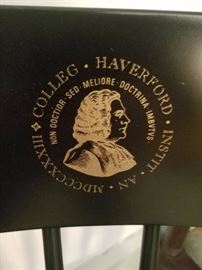 COLLEG · HAVERFORD · INSTIT · AN · MDCCCXXXIII
NON · DOCTIOR · SED · MELIORE · DOCTRINA · IMBVTVS